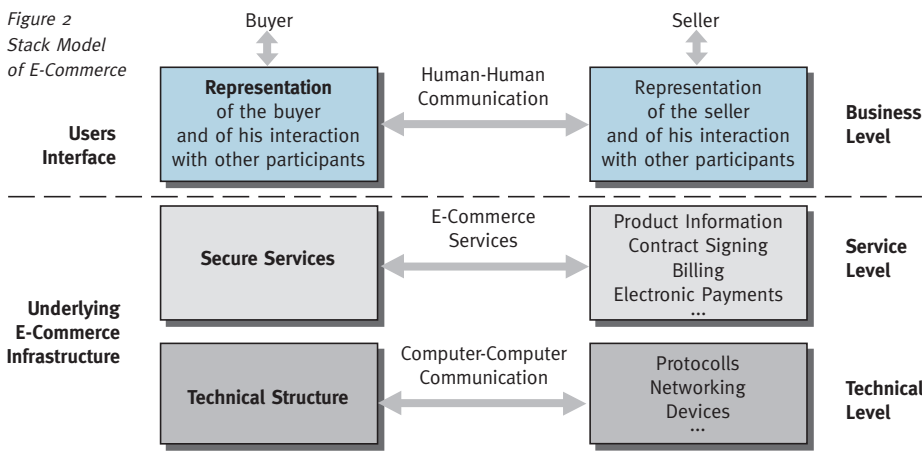 Figure 2
Stack Model
of E-Commerce
Buyer
Seller
Users
Interface
Representation
of the buyer
and of his interaction
with other participants
Human-Human
Communication
Representation
of the seller
and of his interaction
with other participants
Business
Level
Underlying
E-Commerce
Infrastructure
Secure Services
E-Commerce
Services
Product Information
Contract Signing
Billing
Electronic Payments
...
Service
Level
Technical Structure
Computer-Computer
Communication
Protocolls
Networking
Devices
...
Technical
Level